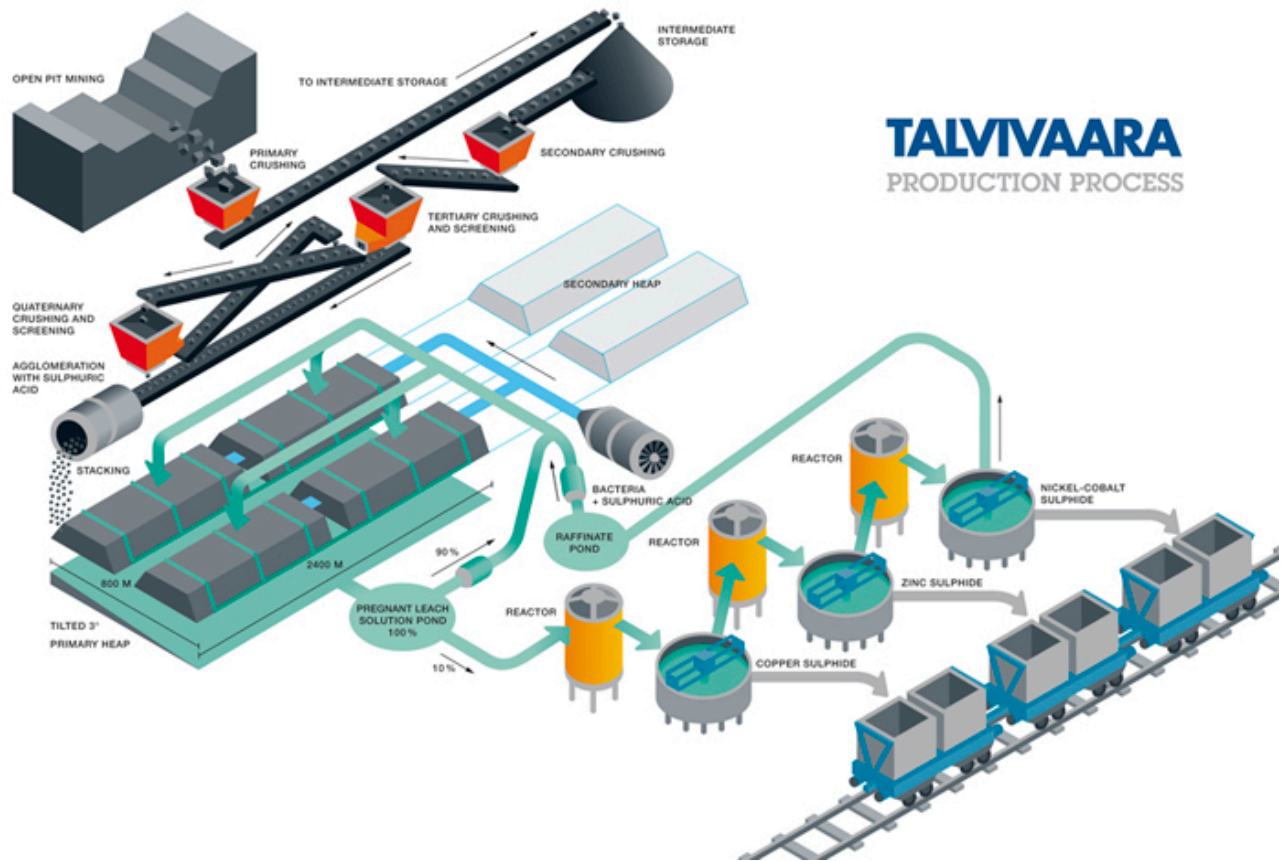 OPEN PIT MINING
TO INTERMEDIATE STORAGE
INTERMEDIATE
STORAGE
TALVIVAARA
PRODUCTION PROCESS
PRIMARY
CRUSHING
SECONDARY CRUSHING
TERTIARY CRUSHING
AND SCREENING
QUATERNARY
CRUSHING AND
SCREENING
SECONDARY HEAP
AGGLOMERATION
WITH SULPHURIC
ACID
STACKING
BACTERIA
+ SULPHURIC ACID
REACTOR
NICKEL-COBALT
SULPHIDE
RAFFINATE
POND
REACTOR
90%
2400 M
800 M
ZINC SULPHIDE
PREGNANT LEACH
SOLUTION POND
100%
REACTOR
TILTED 3°
PRIMARY HEAP
10%
COPPER SULPHIDE